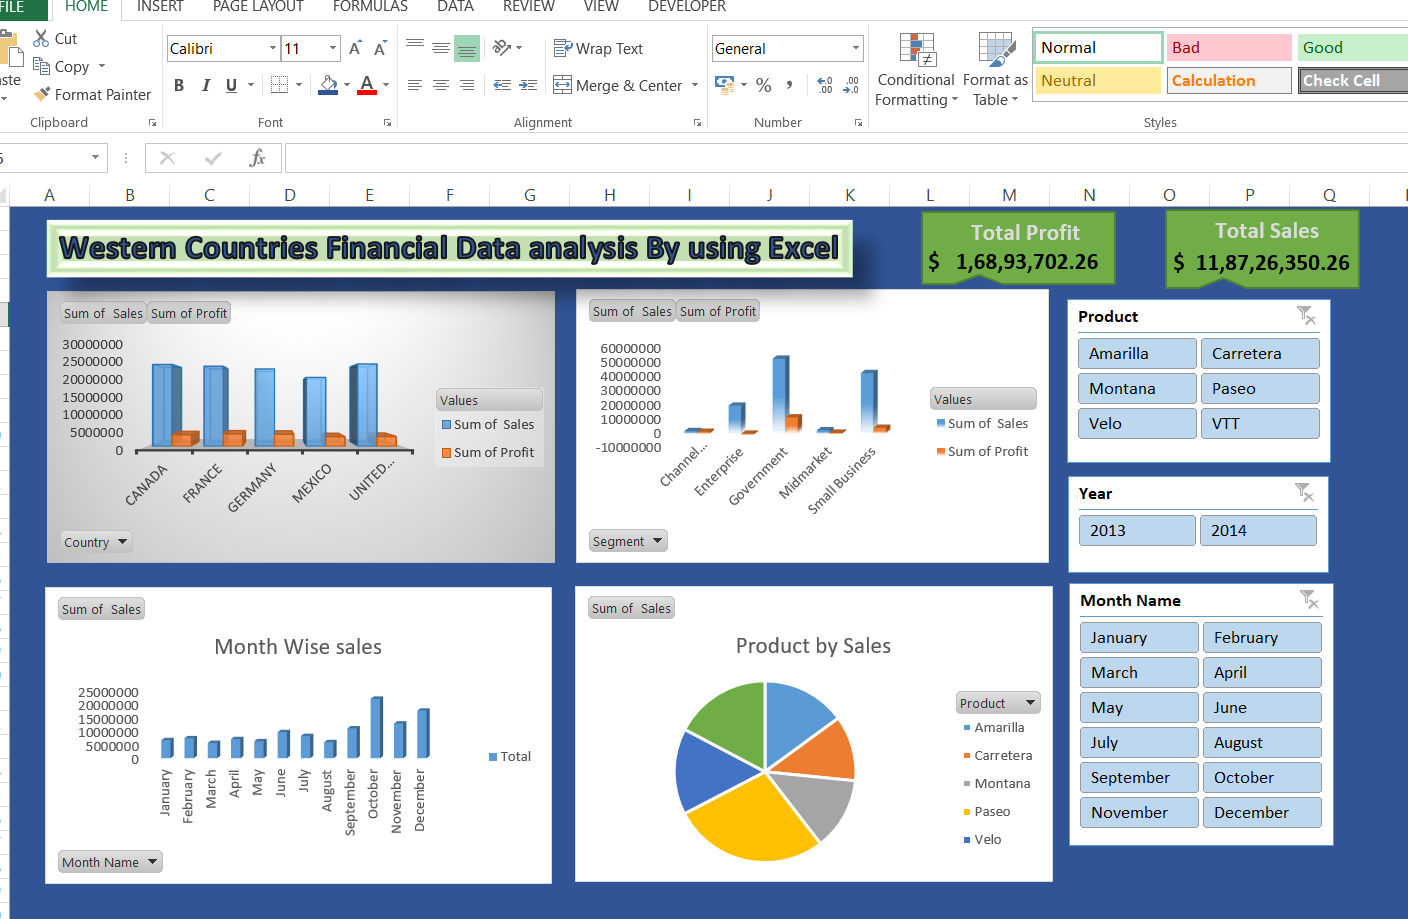 FILE HOME INSERT PAGE LAYOUT FORMULAS DATA REVIEW VIEW DEVELOPER
Cut
Copy
Format Painter
Clipboard
Calibri 11
B I U
Font
Wrap Text
Merge & Center
Alignment
General
Number
Conditional
Formatting
Format as
Table
Normal Bad Good
Neutral Calculation Check Cell
Styles
fx
A B C D E F G H I J K L M N O P Q
Western Countries Financial Data analysis By using Excel
Total Profit
$ 1,68,93,702.26
Total Sales
$ 11,87,26,350.26
Sum of Sales Sum of Profit
30000000
25000000
20000000
15000000
10000000
5000000
0
CANADA
FRANCE
GERMANY
MEXICO
UNITED...
Values
Sum of Sales
Sum of Profit
Country
Sum of Sales Sum of Profit
60000000
50000000
40000000
30000000
20000000
10000000
0
-10000000
Channel...
Enterprise
Government
Midmarket
Small Business
Values
Sum of Sales
Sum of Profit
Segment
Product
Amarilla Carretera
Montana Paseo
Velo VTT
Year
2013 2014
Month Name
January February
March April
May June
July August
September October
November December
Sum of Sales
Month Wise sales
25000000
20000000
15000000
10000000
5000000
0
January
February
March
April
May
June
July
August
September
October
November
December
Total
Month Name
Sum of Sales
Product by Sales
Product
Amarilla
Carretera
Montana
Paseo
Velo